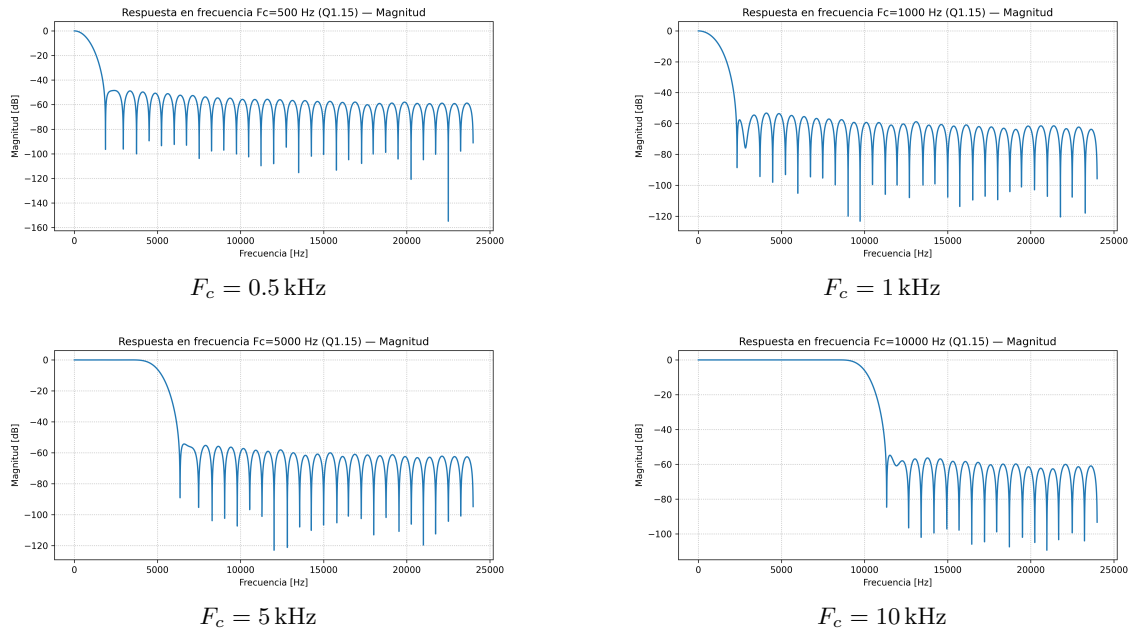 Respuesta en frecuencia Fc=500 Hz (Q1.15) — Magnitud
Magnitud [dB]
0
−20
−40
−60
−80
−100
−120
−140
−160
0 5000 10000 15000 20000 25000
Frecuencia [Hz]
F_c = 0.5 kHz
Respuesta en frecuencia Fc=1000 Hz (Q1.15) — Magnitud
Magnitud [dB]
0
−20
−40
−60
−80
−100
−120
0 5000 10000 15000 20000 25000
Frecuencia [Hz]
F_c = 1 kHz
Respuesta en frecuencia Fc=5000 Hz (Q1.15) — Magnitud
Magnitud [dB]
0
−20
−40
−60
−80
−100
−120
0 5000 10000 15000 20000 25000
Frecuencia [Hz]
F_c = 5 kHz
Respuesta en frecuencia Fc=10000 Hz (Q1.15) — Magnitud
Magnitud [dB]
0
−20
−40
−60
−80
−100
0 5000 10000 15000 20000 25000
Frecuencia [Hz]
F_c = 10 kHz